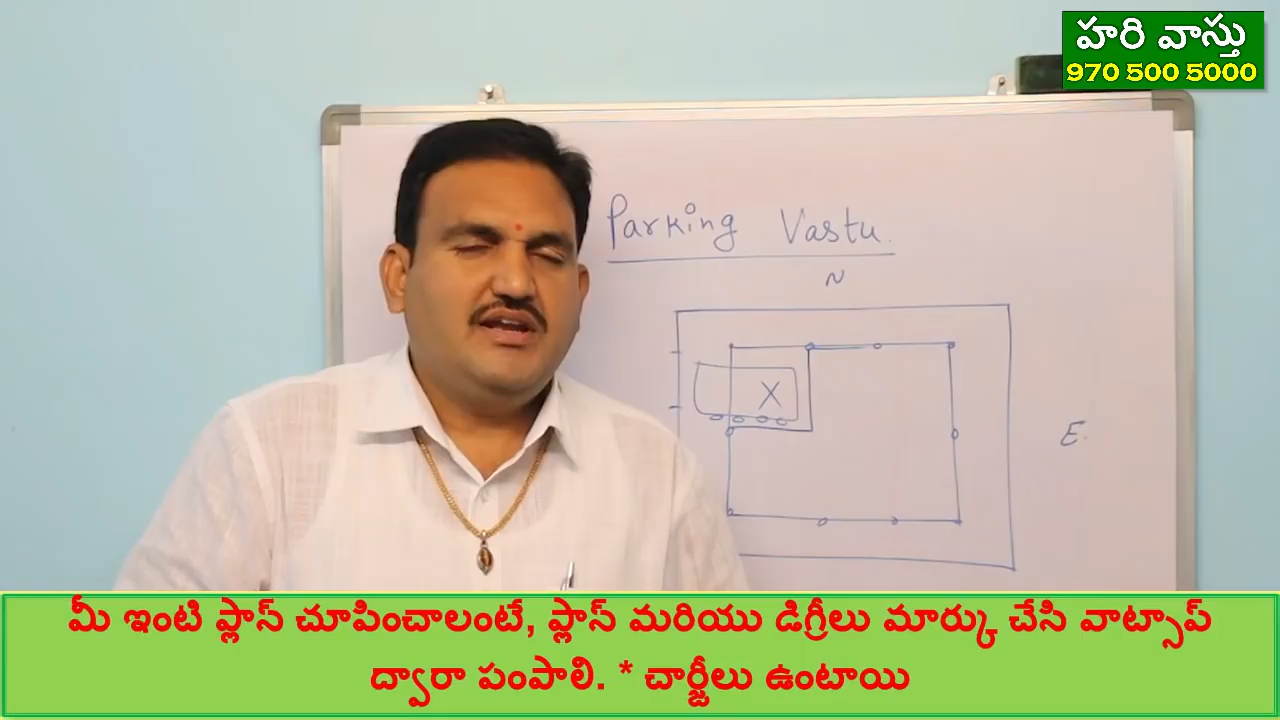 హరి వాస్తు
970 500 5000
Parking Vastu.
N
X
E.
మీ ఇంటి ప్లాన్ చూపించాలంటే, ప్లాన్ మరియు డిగ్రీలు మార్కు చేసి వాట్సాప్
ద్వారా పంపాలి. * చార్జీలు ఉంటాయి